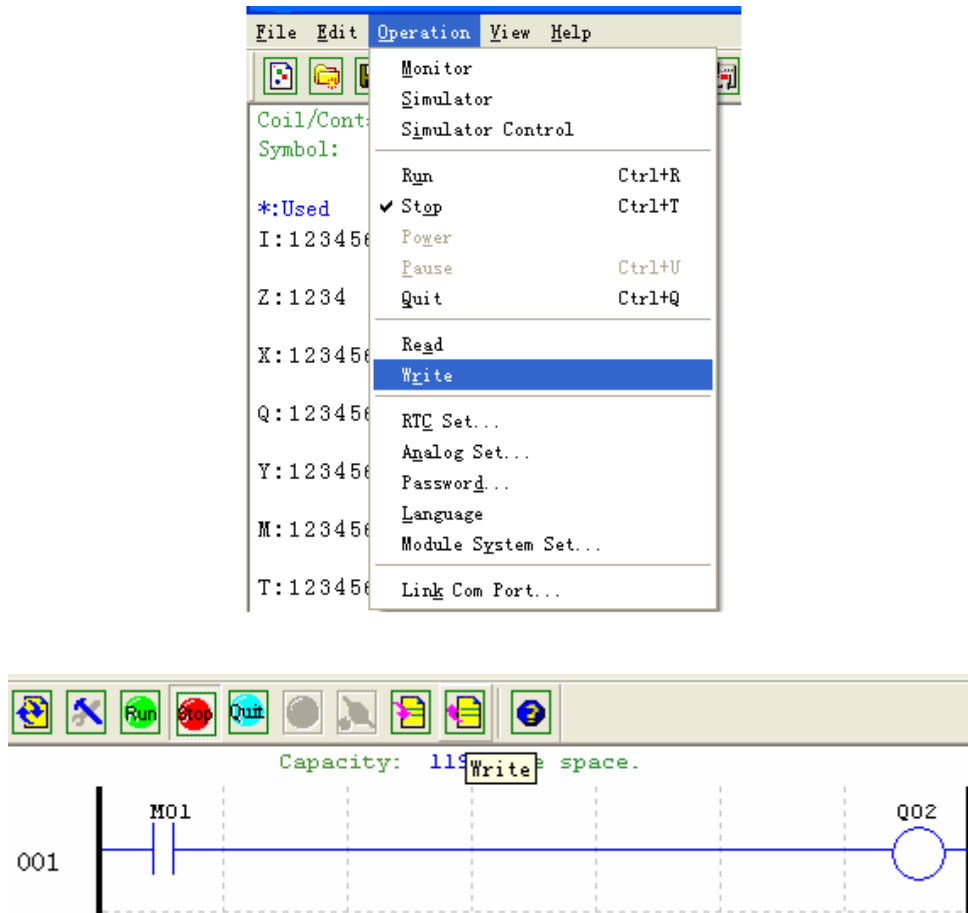 File Edit Operation View Help
Monitor
Simulator
Simulator Control
Run Ctrl+R
Stop Ctrl+T
Power
Pause Ctrl+U
Quit Ctrl+Q
Read
Write
RTC Set...
Analog Set...
Password...
Language
Module System Set...
Link Com Port...
Symbol:
*:Used
I:123456
Z:1234
X:123456
Q:123456
Y:123456
M:123456
T:123456
Run Stop Quit
Capacity: space.
Write
M01 Q02
001